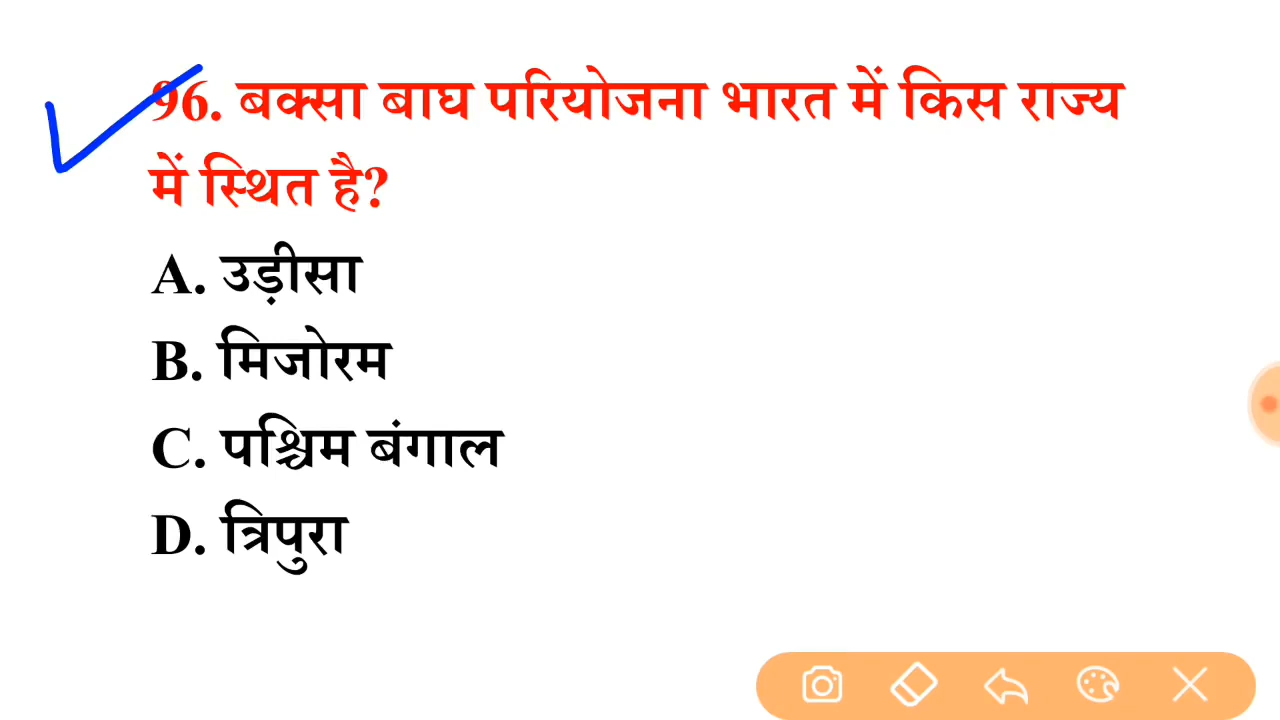 96. बक्सा बाघ परियोजना भारत में किस राज्य
में स्थित है?
A. उड़ीसा
B. मिजोरम
C. पश्चिम बंगाल
D. त्रिपुरा